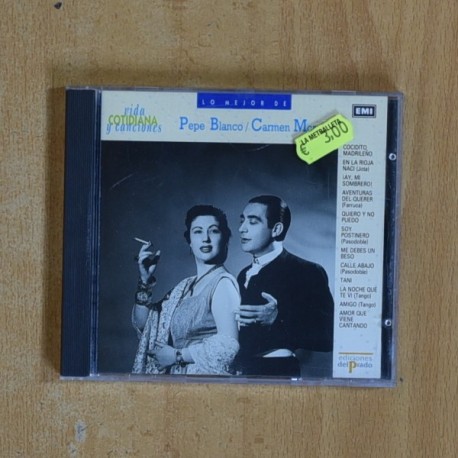 LO MEJOR DE
vida
COTIDIANA
y canciones
EMI
Pepe Blanco / Carmen
LA METRALLETA
€ 3,00
COCIDITO
MADRILEÑO
EN LA RIOJA
NACI (Jota)
¡AY, MI
SOMBRERO!
AVENTURAS
DEL QUERER
(Farruca)
QUIERO Y NO
PUEDO
SOY
POSTINERO
(Pasodoble)
ME DEBES UN
BESO
CALLE ABAJO
(Pasodoble)
TANI
LA NOCHE QUE
TE VI (Tango)
AMIGO (Tango)
AMOR QUE
VIENE
CANTANDO
ediciones
del Prado